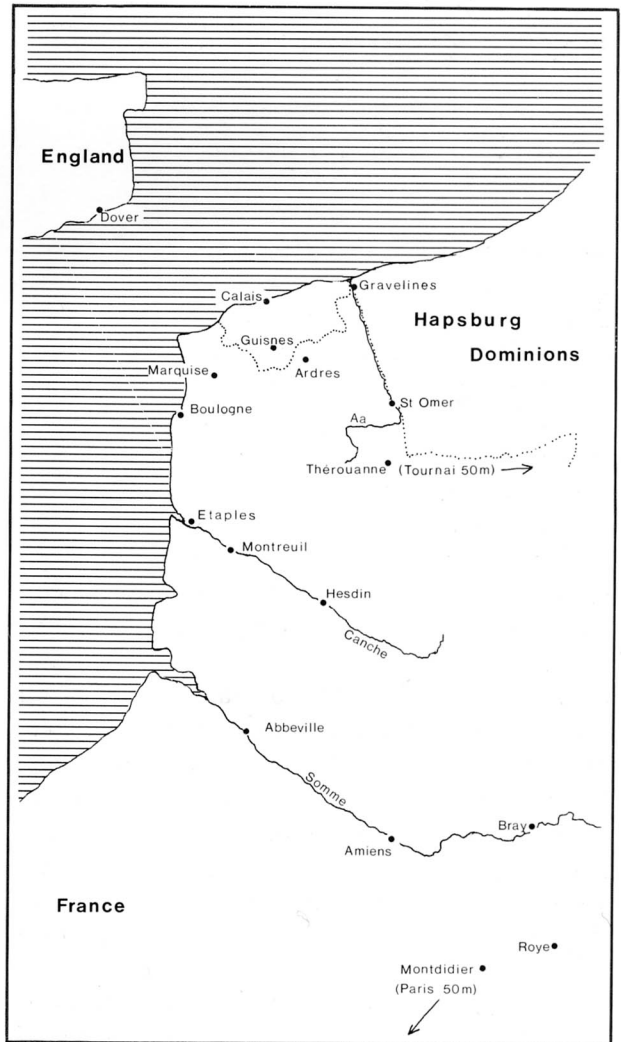 England
Dover
Calais
Gravelines
Hapsburg
Dominions
Guisnes
Marquise
Ardres
Boulogne
St Omer
Aa
Thérouanne
(Tournai 50m)
Etaples
Montreuil
Hesdin
Canche
Abbeville
Somme
Bray
Amiens
France
Roye
Montdidier
(Paris 50m)